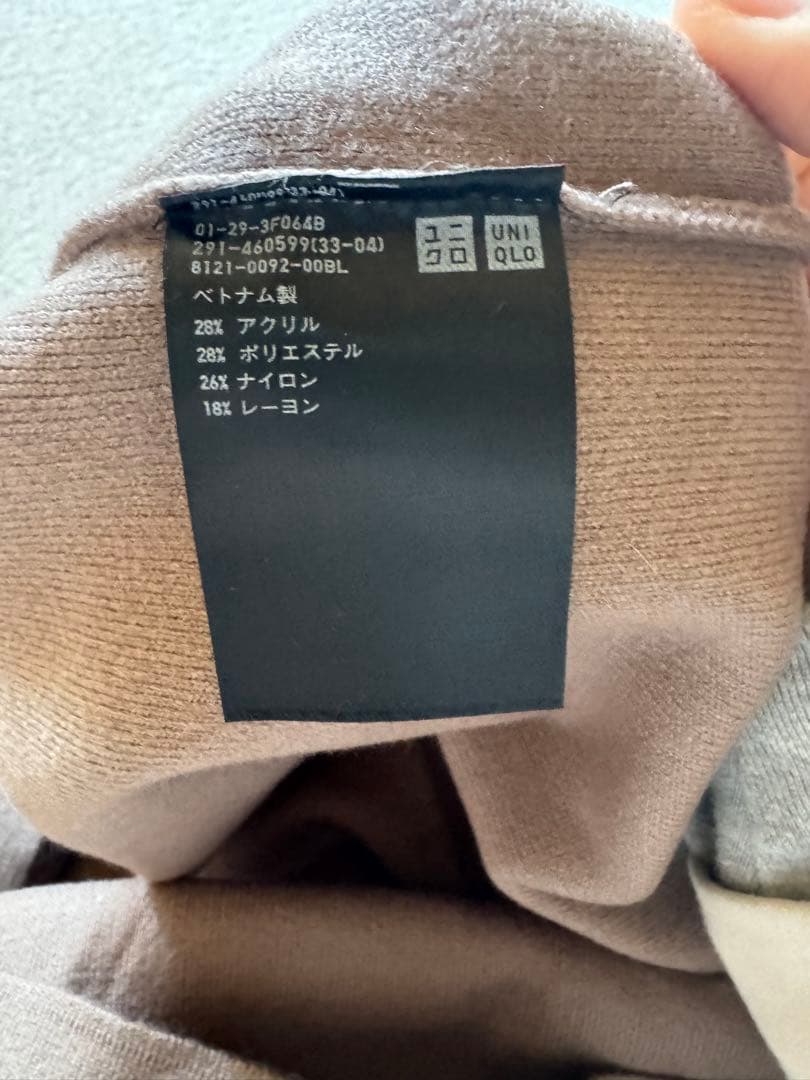 01-29-3F064B
291-460599(33-04)
8121-0092-00BL
ユニ
クロ
UNI
QLO
ベトナム製
28% アクリル
28% ポリエステル
26% ナイロン
18% レーヨン